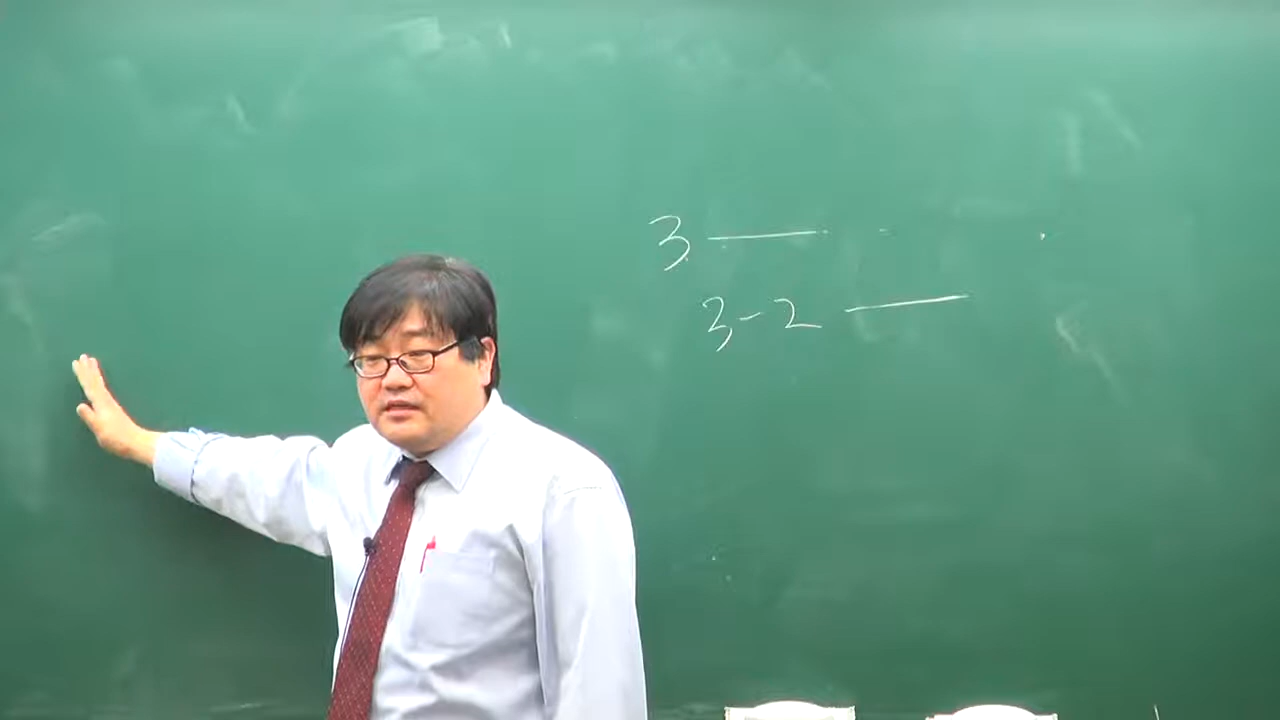 3 —
3-2 —